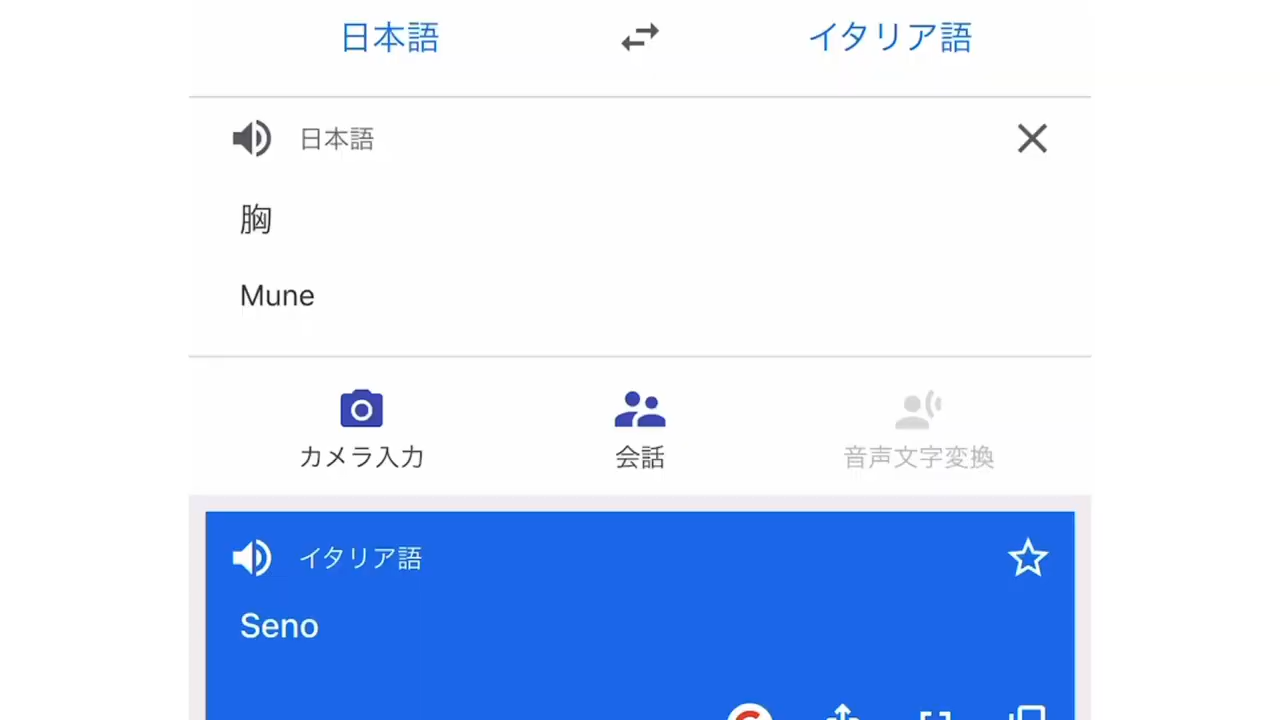 日本語 イタリア語
日本語
胸
Mune
カメラ入力 会話 音声文字変換
イタリア語
Seno